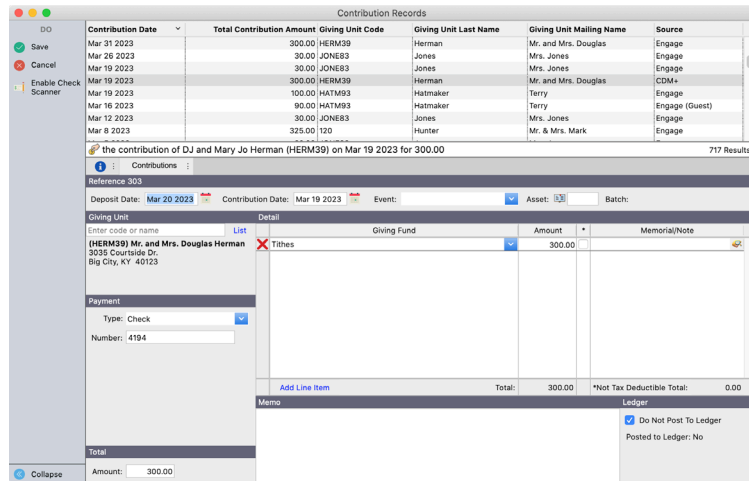 Contribution Records
DO
Save
Cancel
Enable Check
Scanner
Contribution Date Total Contribution Amount Giving Unit Code Giving Unit Last Name Giving Unit Mailing Name Source
Mar 31 2023 300.00 HERM39 Herman Mr. and Mrs. Douglas Engage
Mar 26 2023 30.00 JONE83 Jones Mrs. Jones Engage
Mar 19 2023 30.00 JONE83 Jones Mrs. Jones Engage
Mar 19 2023 300.00 HERM39 Herman Mr. and Mrs. Douglas CDM+
Mar 19 2023 100.00 HATM93 Hatmaker Terry Engage
Mar 16 2023 90.00 HATM93 Hatmaker Terry Engage (Guest)
Mar 12 2023 30.00 JONE83 Jones Mrs. Jones Engage
Mar 8 2023 325.00 120 Hunter Mr. & Mrs. Mark Engage
the contribution of DJ and Mary Jo Herman (HERM39) on Mar 19 2023 for 300.00 717 Results
Contributions
Reference 303
Deposit Date: Mar 20 2023 Contribution Date: Mar 19 2023 Event: Asset: Batch:
Giving Unit Detail
Enter code or name List Giving Fund Amount * Memorial/Note
(HERM39) Mr. and Mrs. Douglas Herman Tithes 300.00
3035 Courtside Dr.
Big City, KY 40123
Payment
Type: Check
Number: 4194
Add Line Item Total: 300.00 *Not Tax Deductible Total: 0.00
Memo Ledger
Do Not Post To Ledger
Posted to Ledger: No
Total
Amount: 300.00
Collapse